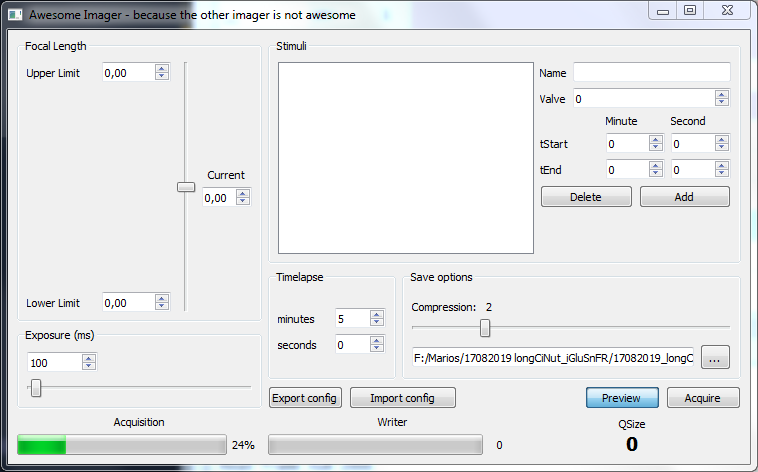 Awesome Imager - because the other imager is not awesome
Focal Length
Upper Limit 0,00
Current
0,00
Lower Limit 0,00
Exposure (ms)
100
Stimuli
Name
Valve 0
Minute Second
tStart 0 0
tEnd 0 0
Delete Add
Timelapse
minutes 5
seconds 0
Save options
Compression: 2
F:/Marios/17082019 longCiNut_iGluSnFR/17082019_longC ...
Export config Import config Preview Acquire
Acquisition Writer QSize
24% 0 0